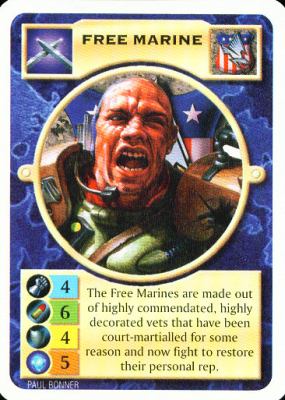 FREE MARINE
4
6
4
5
The Free Marines are made out
of highly commendated, highly
decorated vets that have been
court-martialled for some
reason and now fight to restore
their personal rep.
PAUL BONNER